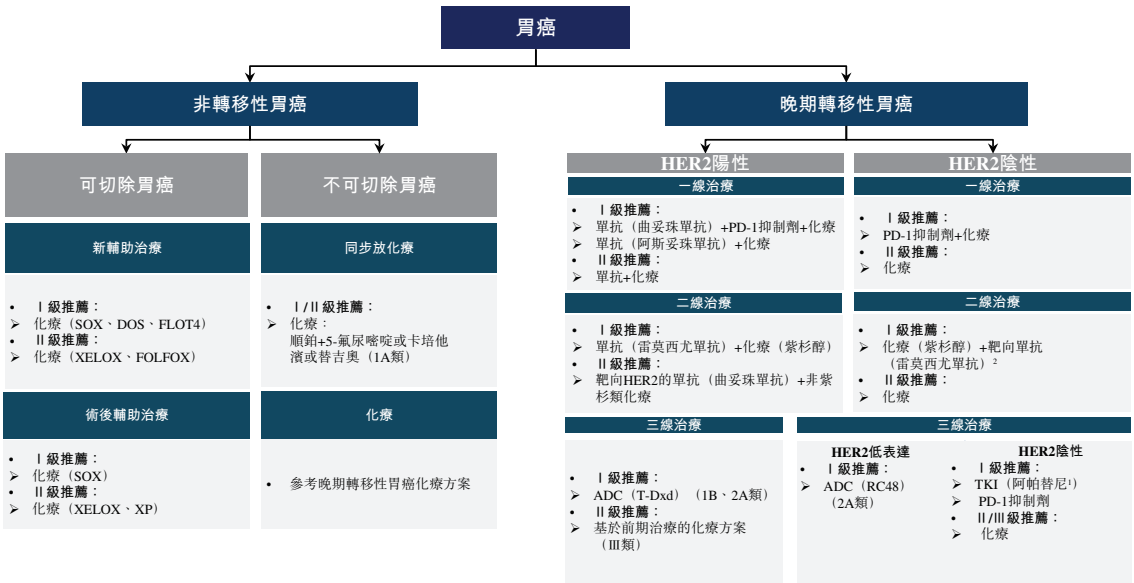 胃癌
非轉移性胃癌
晚期轉移性胃癌
可切除胃癌
不可切除胃癌
新輔助治療
同步放化療
• Ⅰ級推薦：
➢ 化療（SOX、DOS、FLOT4）
• Ⅱ級推薦：
➢ 化療（XELOX、FOLFOX）
• Ⅰ/Ⅱ級推薦：
➢ 化療：
順鉑+5-氟尿嘧啶或卡培他
濱或替吉奧（1A類）
術後輔助治療
化療
• Ⅰ級推薦：
➢ 化療（SOX）
• Ⅱ級推薦：
➢ 化療（XELOX、XP）
• 參考晚期轉移性胃癌化療方案
HER2陽性
HER2陰性
一線治療
一線治療
• Ⅰ級推薦：
➢ 單抗（曲妥珠單抗）+PD-1抑制劑+化療
➢ 單抗（阿斯妥珠單抗）+化療
• Ⅱ級推薦：
➢ 單抗+化療
• Ⅰ級推薦：
➢ PD-1抑制劑+化療
• Ⅱ級推薦：
➢ 化療
二線治療
二線治療
• Ⅰ級推薦：
➢ 單抗（雷莫西尤單抗）+化療（紫杉醇）
• Ⅱ級推薦：
➢ 靶向HER2的單抗（曲妥珠單抗）+非紫
杉類化療
• Ⅰ級推薦：
➢ 化療（紫杉醇）+靶向單抗
（雷莫西尤單抗）²
• Ⅱ級推薦：
➢ 化療
三線治療
三線治療
• Ⅰ級推薦：
➢ ADC（T-Dxd）（1B、2A類）
• Ⅱ級推薦：
➢ 基於前期治療的化療方案
（Ⅲ類）
HER2低表達
• Ⅰ級推薦：
➢ ADC（RC48）
（2A類）
HER2陰性
• Ⅰ級推薦：
➢ TKI（阿帕替尼¹）
➢ PD-1抑制劑
• Ⅱ/Ⅲ級推薦：
➢ 化療